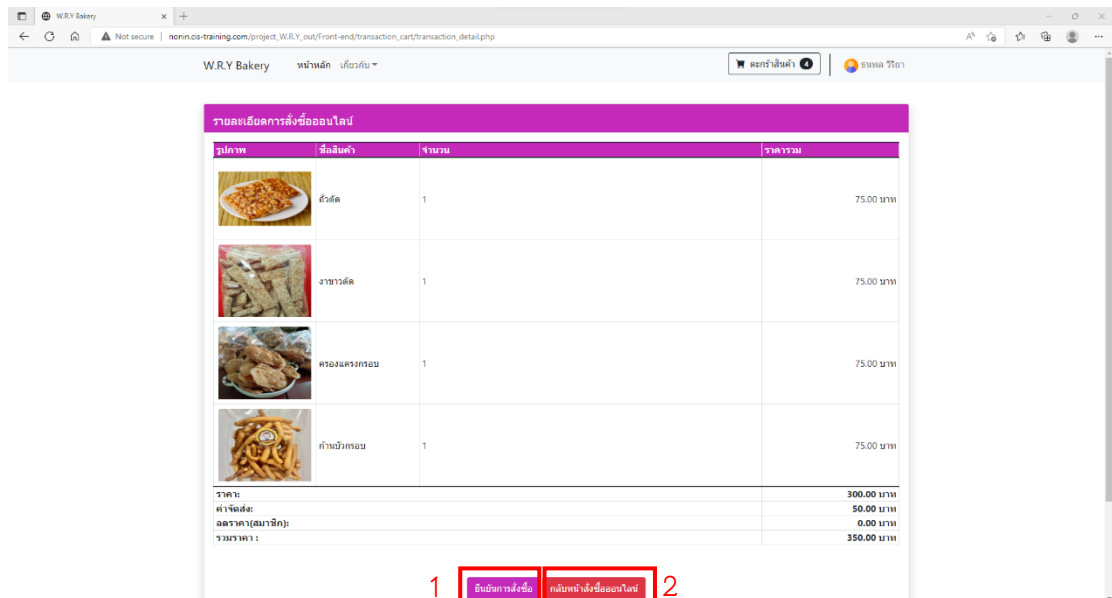 W.R.Y Bakery
Not secure | nonin.cis-training.com/project_W.R.Y_out/Front-end/transaction_cart/transaction_detail.php
W.R.Y Bakery หน้าหลัก เกี่ยวกับ ตะกร้าสินค้า 4 ธนพล วิริยา
รายละเอียดการสั่งซื้อออนไลน์
รูปภาพ ชื่อสินค้า จำนวน ราคารวม
ถั่วตัด 1 75.00 บาท
งาขาวตัด 1 75.00 บาท
ครองแครงกรอบ 1 75.00 บาท
ก้านบัวกรอบ 1 75.00 บาท
ราคา: 300.00 บาท
ค่าจัดส่ง: 50.00 บาท
ลดราคา(สมาชิก): 0.00 บาท
รวมราคา : 350.00 บาท
1 ยืนยันการสั่งซื้อ กลับหน้าสั่งซื้อออนไลน์ 2